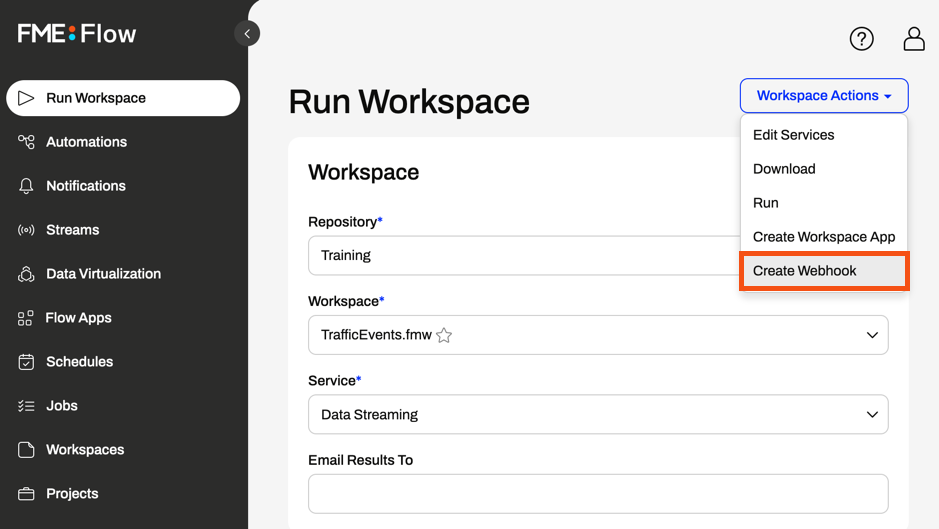 FME:Flow
Run Workspace
Automations
Notifications
Streams
Data Virtualization
Flow Apps
Schedules
Jobs
Workspaces
Projects
?
Run Workspace
Workspace Actions
Edit Services
Download
Run
Create Workspace App
Create Webhook
Workspace
Repository*
Training
Workspace*
TrafficEvents.fmw
Service*
Data Streaming
Email Results To